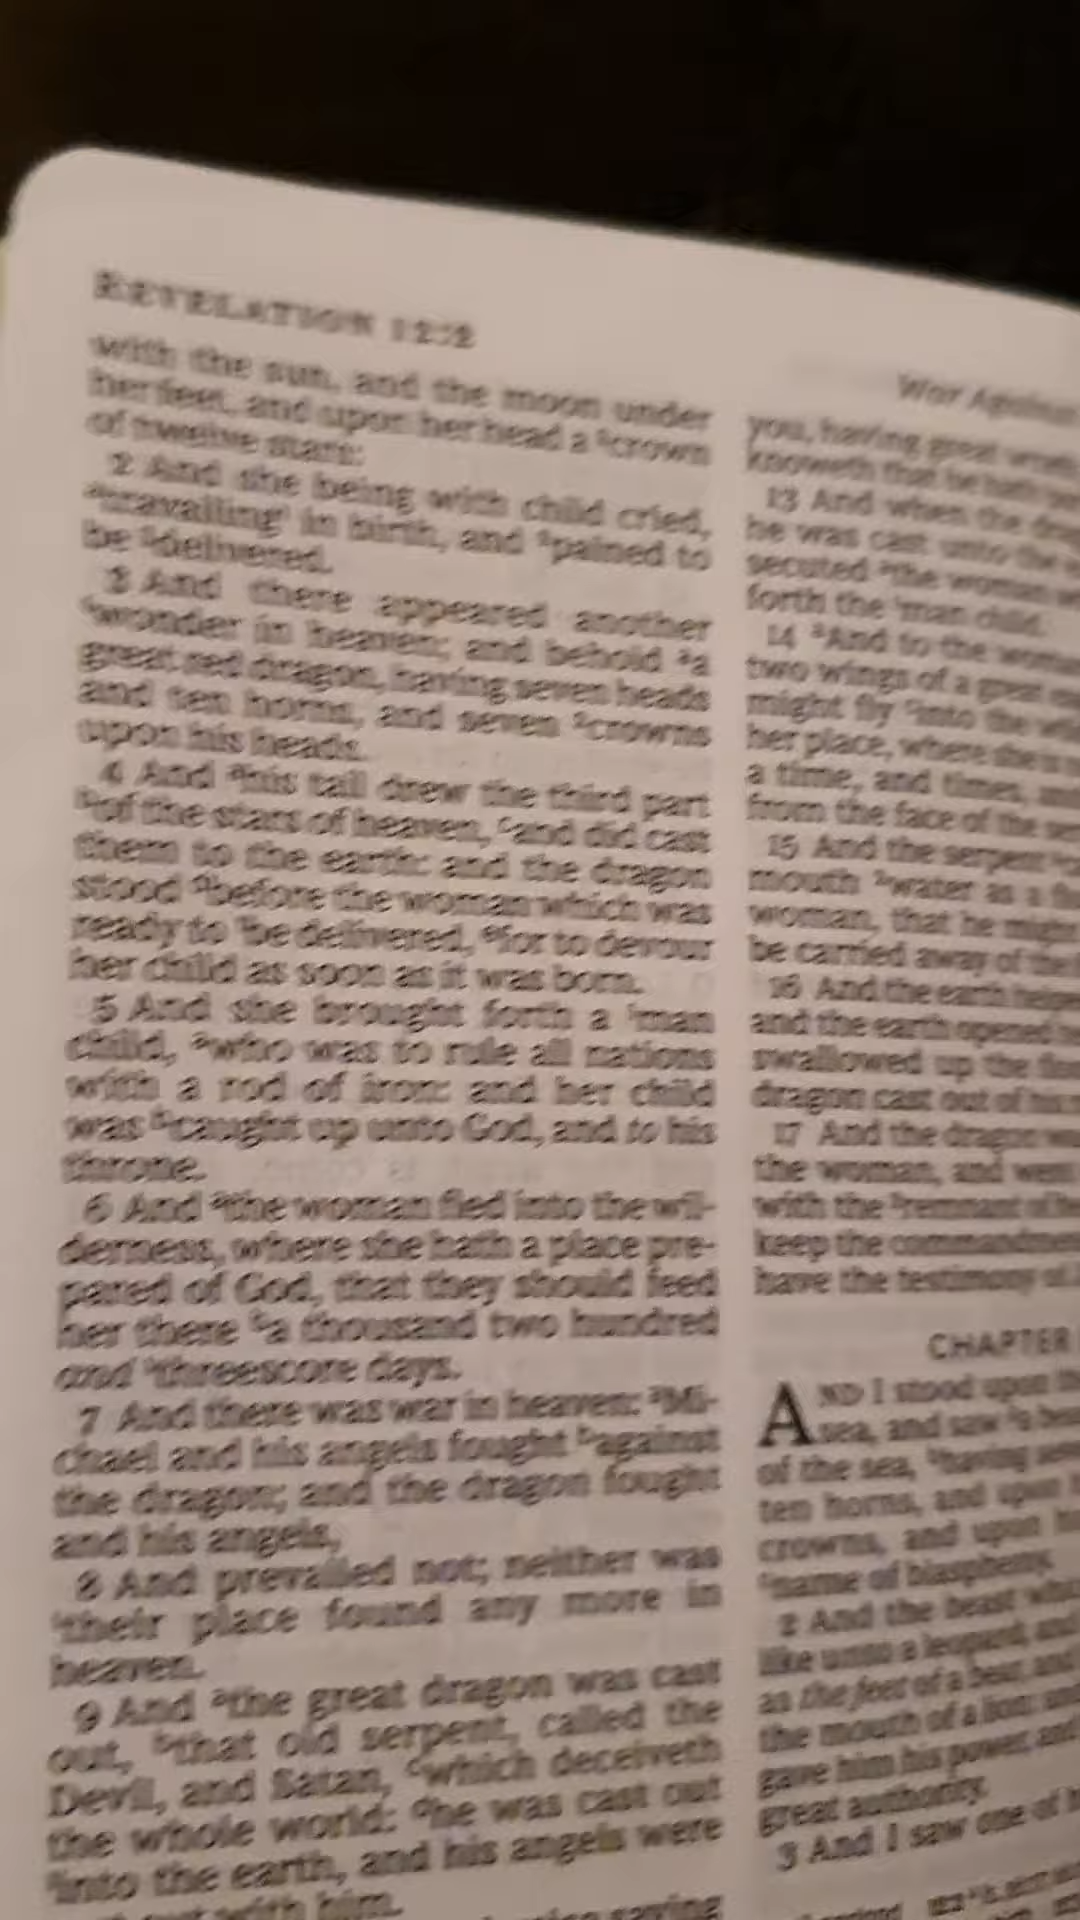 REVELATION 12:2
with the sun, and the moon under
her feet, and upon her head a crown
of twelve stars:
2 And she being with child cried,
travailing in birth, and pained to
be delivered.
3 And there appeared another
wonder in heaven; and behold a
great red dragon, having seven heads
and ten horns, and seven crowns
upon his heads.
4 And his tail drew the third part
of the stars of heaven, and did cast
them to the earth: and the dragon
stood before the woman which was
ready to be delivered, for to devour
her child as soon as it was born.
5 And she brought forth a man
child, who was to rule all nations
with a rod of iron: and her child
was caught up unto God, and to his
throne.
6 And the woman fled into the wil-
derness, where she hath a place pre-
pared of God, that they should feed
her there a thousand two hundred
and threescore days.
7 And there was war in heaven: Mi-
chael and his angels fought against
the dragon; and the dragon fought
and his angels,
8 And prevailed not; neither was
their place found any more in
heaven.
9 And the great dragon was cast
out, that old serpent, called the
Devil, and Satan, which deceiveth
the whole world: he was cast out
into the earth, and his angels were
out with him.
saying
War Against
you, having great
knoweth that he hath
13 And when the
he was cast unto the
secuted the woman
forth the man child.
14 And to the woman
two wings of a great
might fly into the
her place, where she is
a time, and times,
from the face of the
15 And the serpent
mouth water as a
woman, that he might
be carried away of the
16 And the earth
and the earth opened
swallowed up the
dragon cast out of his
17 And the dragon
the woman, and went
with the remnant of
keep the
have the testimony of
CHAPTER
AND I stood upon
sea, and saw a
of the sea, having
ten horns, and upon
crowns, and upon
name of blasphemy.
2 And the beast
like unto a leopard, and
as the feet of a bear, and
the mouth of a lion: and
gave him his power, and
great authority.
3 And I saw one of